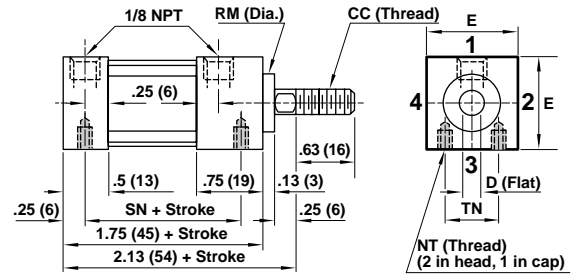 1/8 NPT
RM (Dia.)
CC (Thread)
E
1
.25 (6)
4
2
E
.63 (16)
3
.5 (13)
.75 (19)
.13 (3)
D (Flat)
.25 (6)
SN + Stroke
.25 (6)
TN
1.75 (45) + Stroke
2.13 (54) + Stroke
NT (Thread)
(2 in head, 1 in cap)